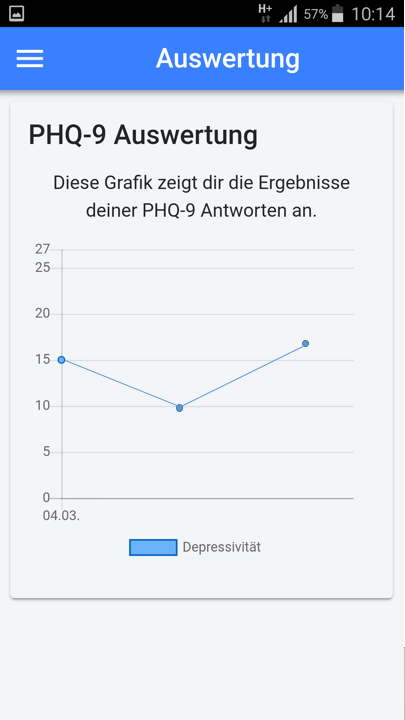 H+ 57% 10:14
Auswertung
PHQ-9 Auswertung
Diese Grafik zeigt dir die Ergebnisse
deiner PHQ-9 Antworten an.
27
25
20
15
10
5
0
04.03.
Depressivität